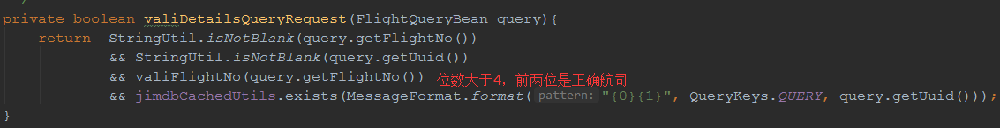 private boolean valiDetailsQueryRequest(FlightQueryBean query){
return StringUtil.isNotBlank(query.getFlightNo())
&& StringUtil.isNotBlank(query.getUuid())
&& valiFlightNo(query.getFlightNo()) 位数大于4，前两位是正确航司
&& jimdbCachedUtils.exists(MessageFormat.format( pattern: "{0}{1}", QueryKeys.QUERY, query.getUuid()));
}